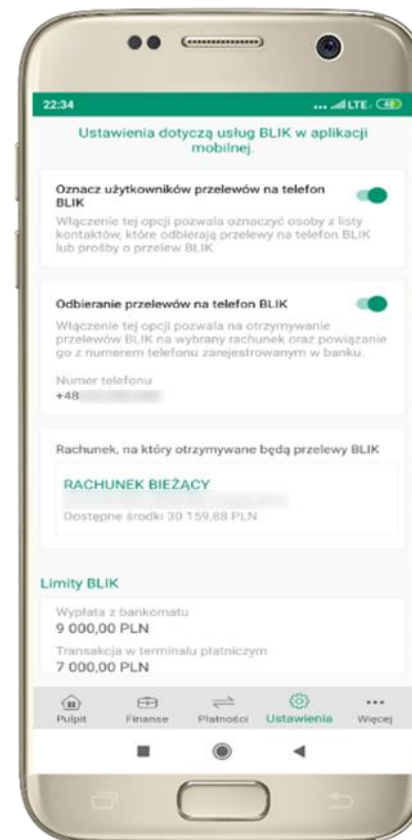 22:34
LTE
Ustawienia dotyczą usług BLIK w aplikacji
mobilnej.
Oznacz użytkowników przelewów na telefon
BLIK
Włączenie tej opcji pozwala oznaczyć osoby z listy
kontaktów, które odbierają przelewy na telefon BLIK
lub prośby o przelew BLIK.
Odbieranie przelewów na telefon BLIK
Włączenie tej opcji pozwala na otrzymywanie
przelewów BLIK na wybrany rachunek oraz powiązanie
go z numerem telefonu zarejestrowanym w banku.
Numer telefonu
+48
Rachunek, na który otrzymywane będą przelewy BLIK
RACHUNEK BIEŻĄCY
Dostępne środki 30 159,88 PLN
Limity BLIK
Wypłata z bankomatu
9 000,00 PLN
Transakcja w terminalu płatniczym
7 000,00 PLN
Pulpit Finanse Płatności Ustawienia Więcej